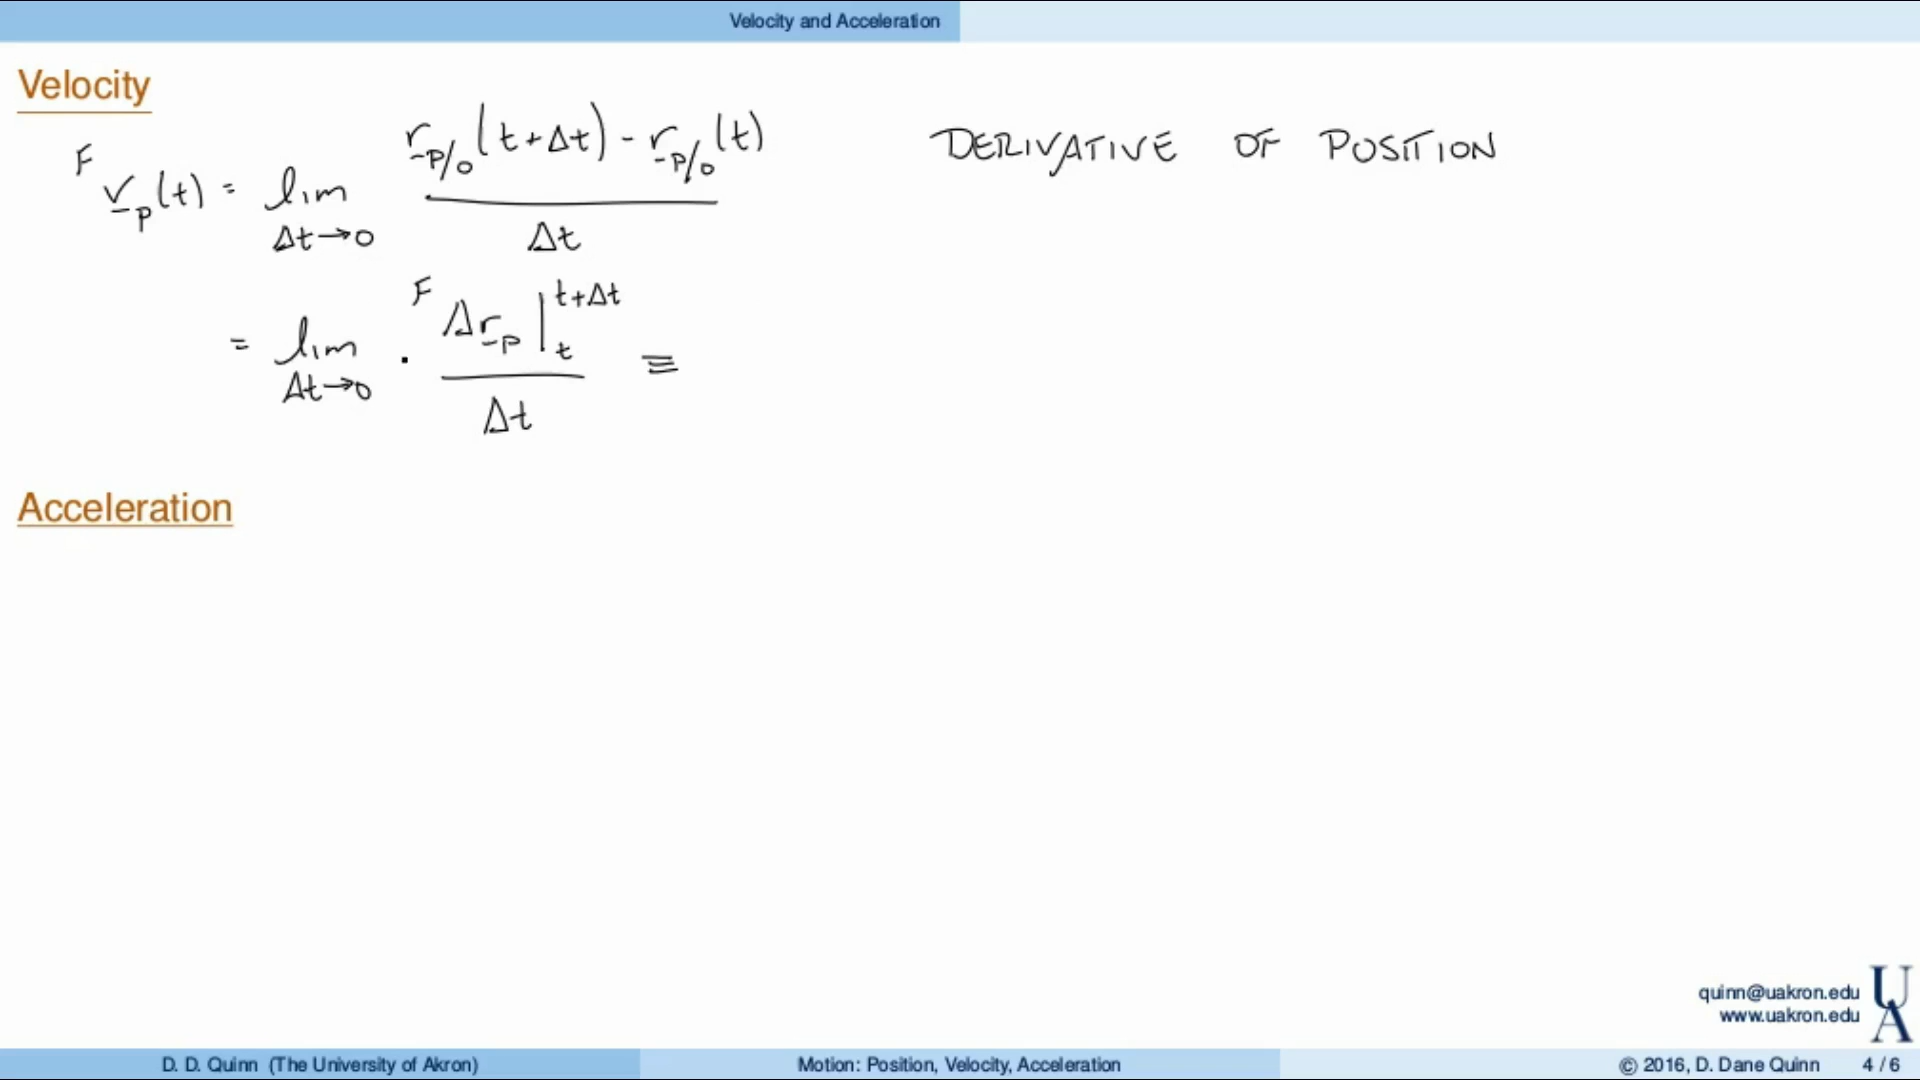 Velocity and Acceleration
Velocity
F v_p(t) = lim Δt→0 r_P/O(t+Δt) - r_P/O(t) / Δt
DERIVATIVE OF POSITION
= lim Δt→0 · F Δr_P |_t^t+Δt / Δt ≡
Acceleration
quinn@uakron.edu
www.uakron.edu
UA
D. D. Quinn (The University of Akron)
Motion: Position, Velocity, Acceleration
© 2016, D. Dane Quinn
4 / 6